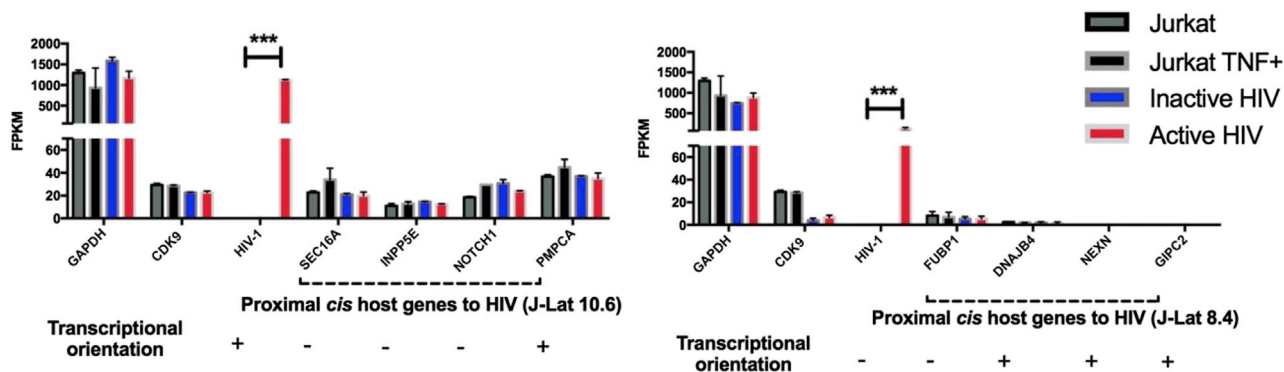 ***
2000
1500
1000
500
60
40
20
0
FPKM
GAPDH
CDK9
HIV-1
SEC16A
INPP5E
NOTCH1
PMPCA
Proximal cis host genes to HIV (J-Lat 10.6)
Transcriptional
orientation
+ - - - +
***
2000
1500
1000
500
60
40
20
0
FPKM
GAPDH
CDK9
HIV-1
FUBP1
DNAJB4
NEXN
GIPC2
Proximal cis host genes to HIV (J-Lat 8.4)
Transcriptional
orientation
- - + + +
Jurkat
Jurkat TNF+
Inactive HIV
Active HIV